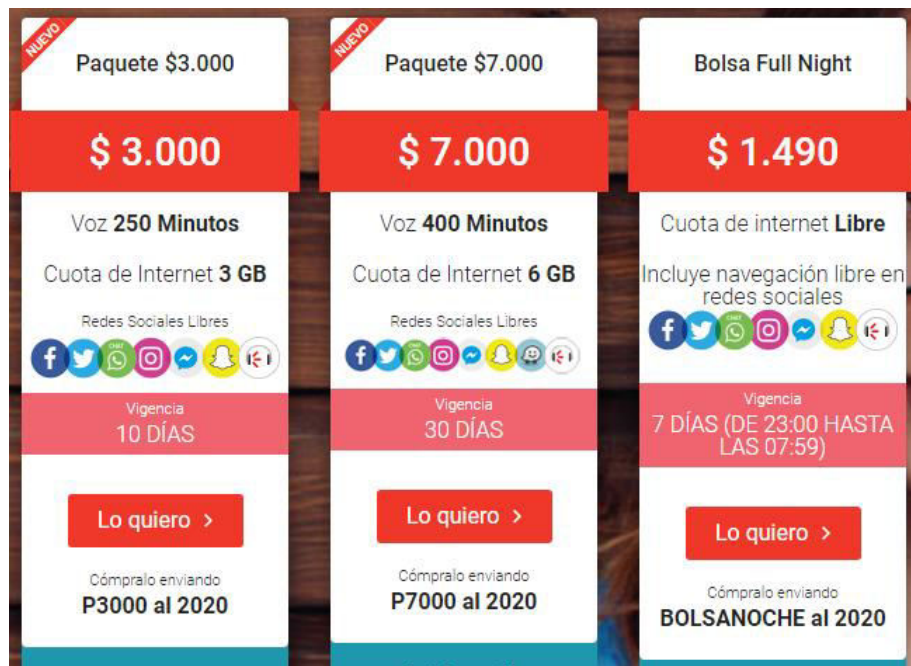 NUEVO
Paquete $3.000
$ 3.000
Voz 250 Minutos
Cuota de Internet 3 GB
Redes Sociales Libres
CHAT
Vigencia
10 DÍAS
Lo quiero >
Cómpralo enviando
P3000 al 2020
NUEVO
Paquete $7.000
$ 7.000
Voz 400 Minutos
Cuota de Internet 6 GB
Redes Sociales Libres
CHAT
Vigencia
30 DÍAS
Lo quiero >
Cómpralo enviando
P7000 al 2020
Bolsa Full Night
$ 1.490
Cuota de internet Libre
Incluye navegación libre en
redes sociales
CHAT
Vigencia
7 DÍAS (DE 23:00 HASTA
LAS 07:59)
Lo quiero >
Cómpralo enviando
BOLSANOCHE al 2020